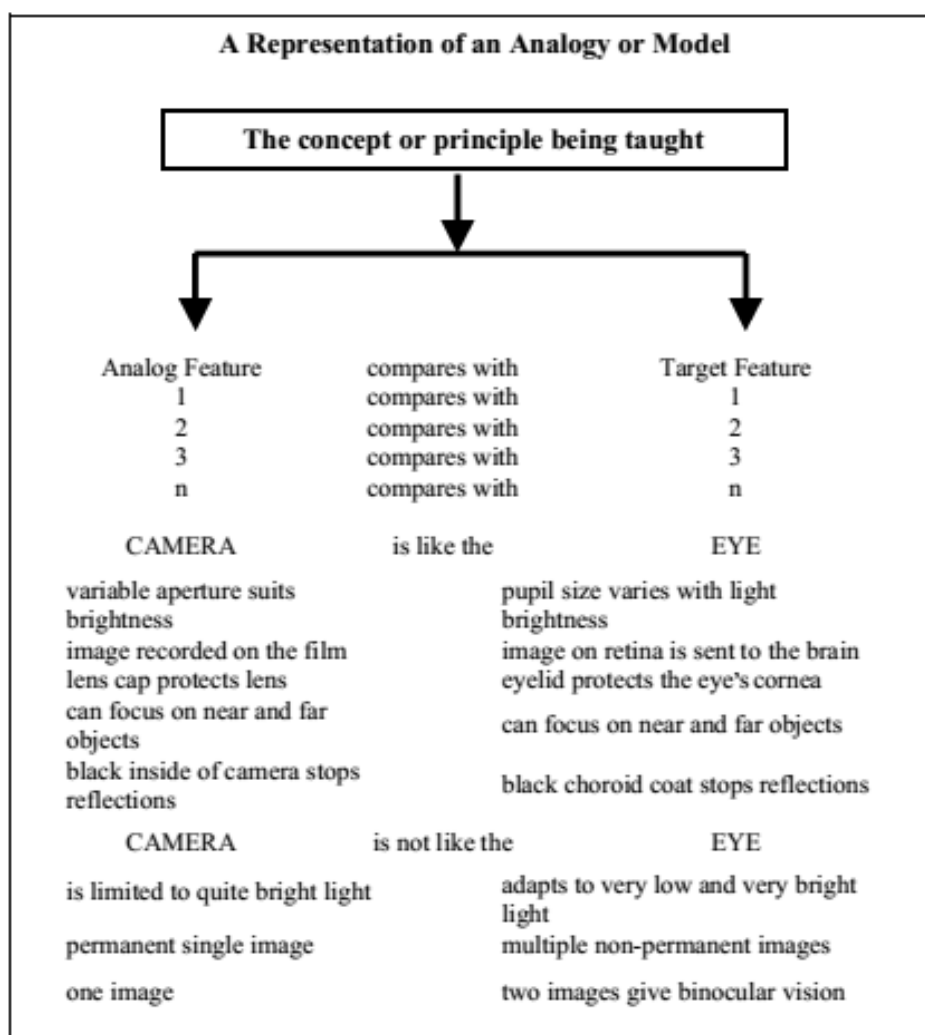 A Representation of an Analogy or Model
The concept or principle being taught
Analog Feature compares with Target Feature
1 compares with 1
2 compares with 2
3 compares with 3
n compares with n
CAMERA is like the EYE
variable aperture suits pupil size varies with light
brightness brightness
image recorded on the film image on retina is sent to the brain
lens cap protects lens eyelid protects the eye's cornea
can focus on near and far
objects can focus on near and far objects
black inside of camera stops
reflections black choroid coat stops reflections
CAMERA is not like the EYE
is limited to quite bright light adapts to very low and very bright
light
permanent single image multiple non-permanent images
one image two images give binocular vision